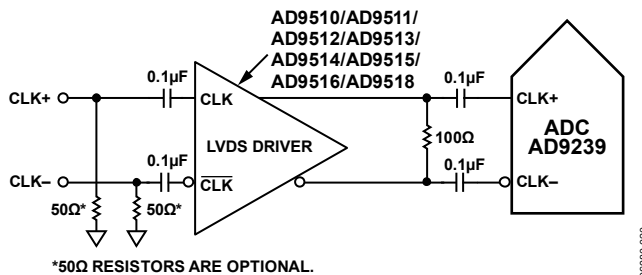 AD9510/AD9511/
AD9512/AD9513/
AD9514/AD9515/
AD9516/AD9518
0.1µF
0.1µF
CLK+
CLK
CLK+
LVDS DRIVER
100Ω
ADC
AD9239
0.1µF
0.1µF
CLK–
CLK
CLK–
50Ω*
50Ω*
*50Ω RESISTORS ARE OPTIONAL.